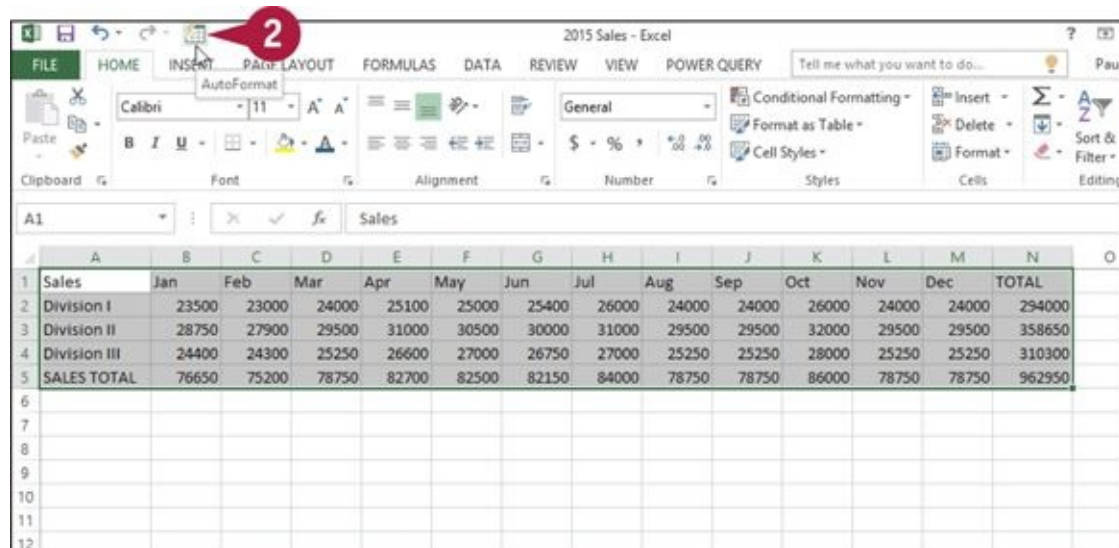 2
2015 Sales - Excel ?
FILE HOME INSERT PAGE LAYOUT FORMULAS DATA REVIEW VIEW POWER QUERY Tell me what you want to do... Pau
AutoFormat
Paste Calibri 11 A A B I U A General $ % , Conditional Formatting Format as Table Cell Styles Insert Delete Format Σ A Z Sort & Filter
Clipboard Font Alignment Number Styles Cells Editing
A1 fx Sales
A B C D E F G H I J K L M N O
1 Sales Jan Feb Mar Apr May Jun Jul Aug Sep Oct Nov Dec TOTAL
2 Division I 23500 23000 24000 25100 25000 25400 26000 24000 24000 26000 24000 24000 294000
3 Division II 28750 27900 29500 31000 30500 30000 31000 29500 29500 32000 29500 29500 358650
4 Division III 24400 24300 25250 26600 27000 26750 27000 25250 25250 28000 25250 25250 310300
5 SALES TOTAL 76650 75200 78750 82700 82500 82150 84000 78750 78750 86000 78750 78750 962950
6
7
8
9
10
11
12